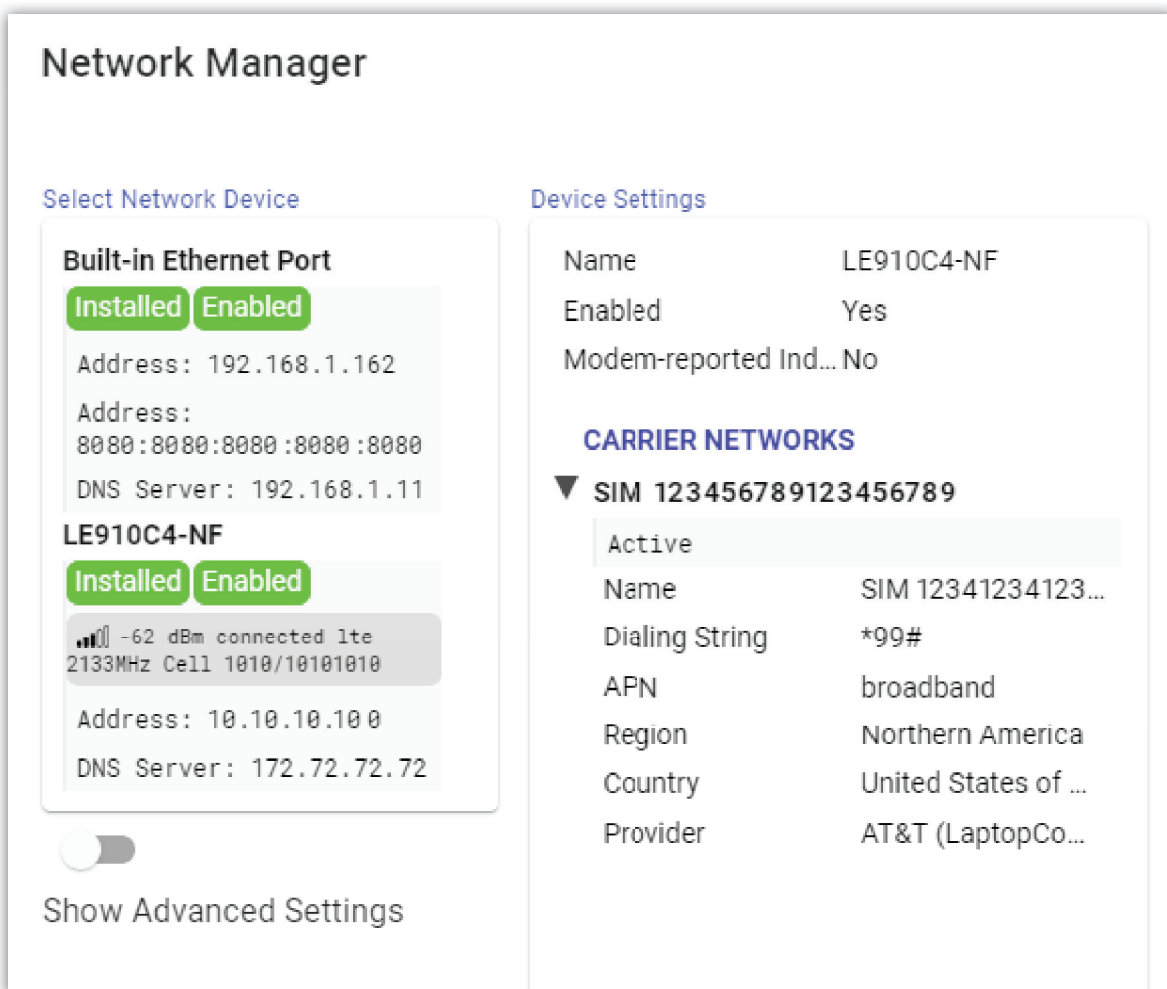 Network Manager
Select Network Device
Built-in Ethernet Port
Installed Enabled
Address: 192.168.1.162
Address:
8080:8080:8080:8080:8080
DNS Server: 192.168.1.11
LE910C4-NF
Installed Enabled
-62 dBm connected lte
2133MHz Cell 1010/10101010
Address: 10.10.10.100
DNS Server: 172.72.72.72
Show Advanced Settings
Device Settings
Name LE910C4-NF
Enabled Yes
Modem-reported Ind... No
CARRIER NETWORKS
SIM 123456789123456789
Active
Name SIM 12341234123...
Dialing String *99#
APN broadband
Region Northern America
Country United States of ...
Provider AT&T (LaptopCo...